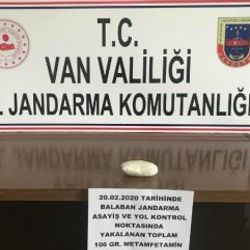 T.C.
VAN VALİLİĞİ
L JANDARMA KOMUTANLIĞI
20.02.2020 TARİHİNDE
BALABAN JANDARMA
ASAYİŞ VE YOL KONTROL
NOKTASINDA
YAKALANAN TOPLAM
106 GR. METAMFETAMİN